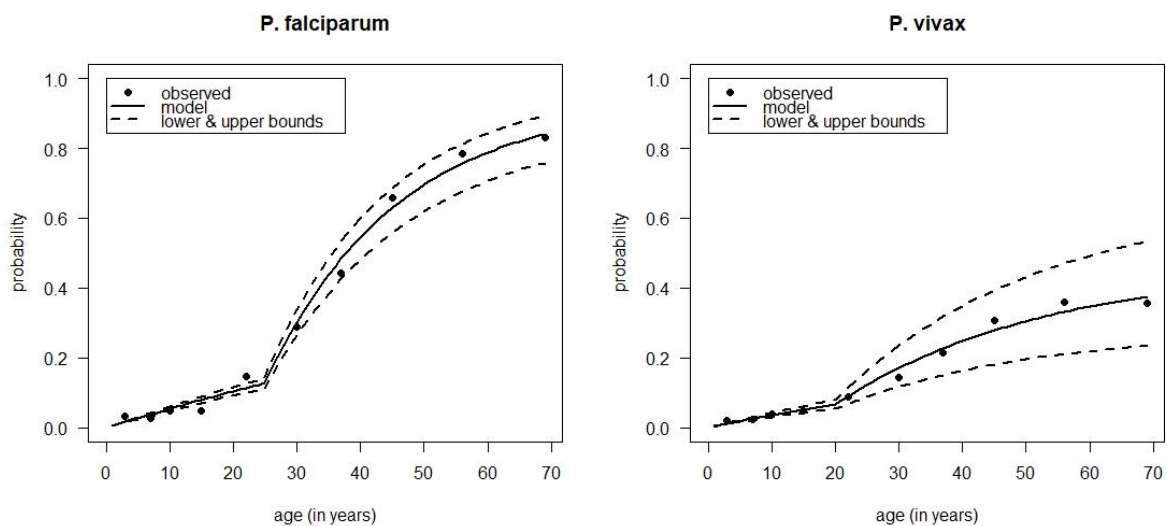 P. falciparum
1.0
0.8
0.6
0.4
0.2
0.0
probability
observed
model
lower & upper bounds
0 10 20 30 40 50 60 70
age (in years)
P. vivax
1.0
0.8
0.6
0.4
0.2
0.0
probability
observed
model
lower & upper bounds
0 10 20 30 40 50 60 70
age (in years)